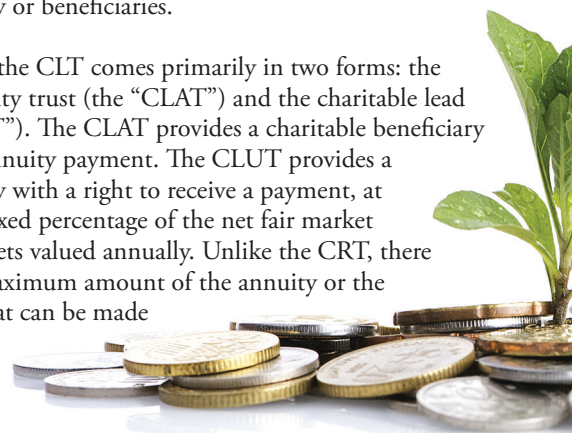 or beneficiaries.
the CLT comes primarily in two forms: the
ty trust (the “CLAT”) and the charitable lead
”). The CLAT provides a charitable beneficiary
nuity payment. The CLUT provides a
with a right to receive a payment, at
xed percentage of the net fair market
ets valued annually. Unlike the CRT, there
aximum amount of the annuity or the
at can be made